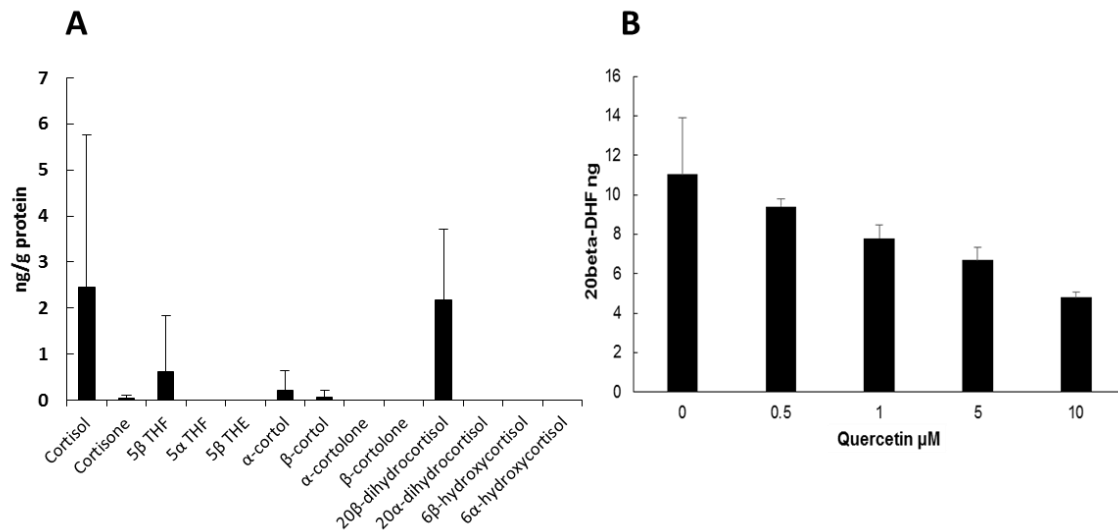 A
7
6
5
4
3
2
1
0
ng/g protein
Cortisol
Cortisone
5β THF
5α THF
5β THE
α-cortol
β-cortol
α-cortolone
β-cortolone
20β-dihydrocortisol
20α-dihydrocortisol
6β-hydroxycortisol
6α-hydroxycortisol
B
16
14
12
10
8
6
4
2
0
20beta-DHF ng
0 0.5 1 5 10
Quercetin µM